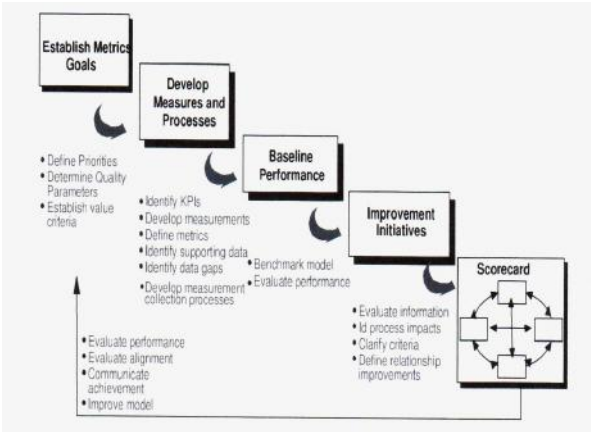 Establish Metrics
Goals
Develop
Measures and
Processes
Baseline
Performance
Improvement
Initiatives
Scorecard
• Define Priorities
• Determine Quality
Parameters
• Establish value
criteria
• Identify KPIs
• Develop measurements
• Define metrics
• Identify supporting data
• Identify data gaps
• Develop measurement
collection processes
• Benchmark model
• Evaluate performance
• Evaluate information
• Id process impacts
• Clarify criteria
• Define relationship
improvements
• Evaluate performance
• Evaluate alignment
• Communicate
achievement
• Improve model